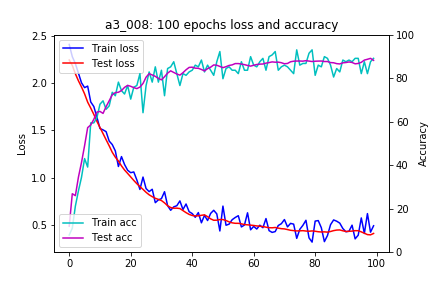 a3_008: 100 epochs loss and accuracy
Train loss
Test loss
Train acc
Test acc
Loss
2.5
2.0
1.5
1.0
0.5
Accuracy
100
80
60
40
20
0
0 20 40 60 80 100